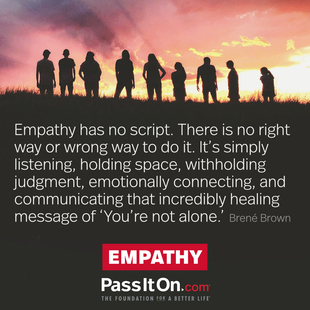 Empathy has no script. There is no right
way or wrong way to do it. It's simply
listening, holding space, withholding
judgment, emotionally connecting, and
communicating that incredibly healing
message of 'You're not alone.' Brené Brown
EMPATHY
PassItOn.com
THE FOUNDATION FOR A BETTER LIFE